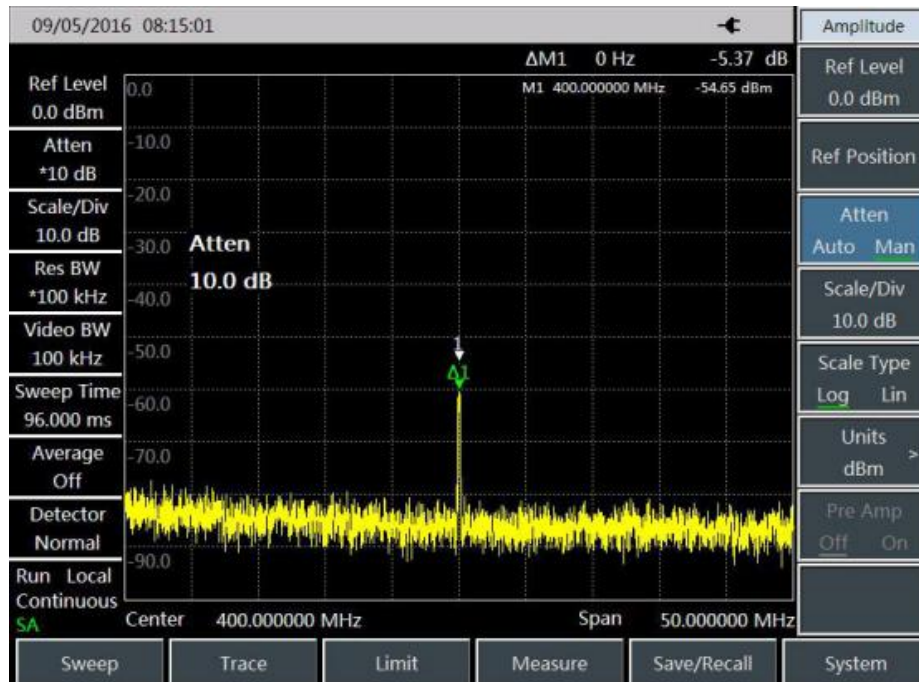 09/05/2016 08:15:01
Amplitude
ΔM1 0 Hz -5.37 dB
M1 400.000000 MHz -54.65 dBm
Ref Level
0.0 dBm
Atten
*10 dB
Scale/Div
10.0 dB
Res BW
*100 kHz
Video BW
100 kHz
Sweep Time
96.000 ms
Average
Off
Detector
Normal
Run Local
Continuous
SA
0.0
-10.0
-20.0
-30.0
-40.0
-50.0
-60.0
-70.0
-90.0
Atten
10.0 dB
1
Δ1
Center 400.000000 MHz Span 50.000000 MHz
Ref Level
0.0 dBm
Ref Position
Atten
Auto Man
Scale/Div
10.0 dB
Scale Type
Log Lin
Units
dBm >
Pre Amp
Off On
Sweep Trace Limit Measure Save/Recall System